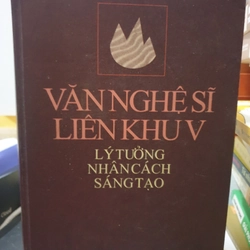 VĂN NGHỆ SĨ
LIÊN KHU V
LÝ TƯỞNG
NHÂN CÁCH
SÁNG TẠO